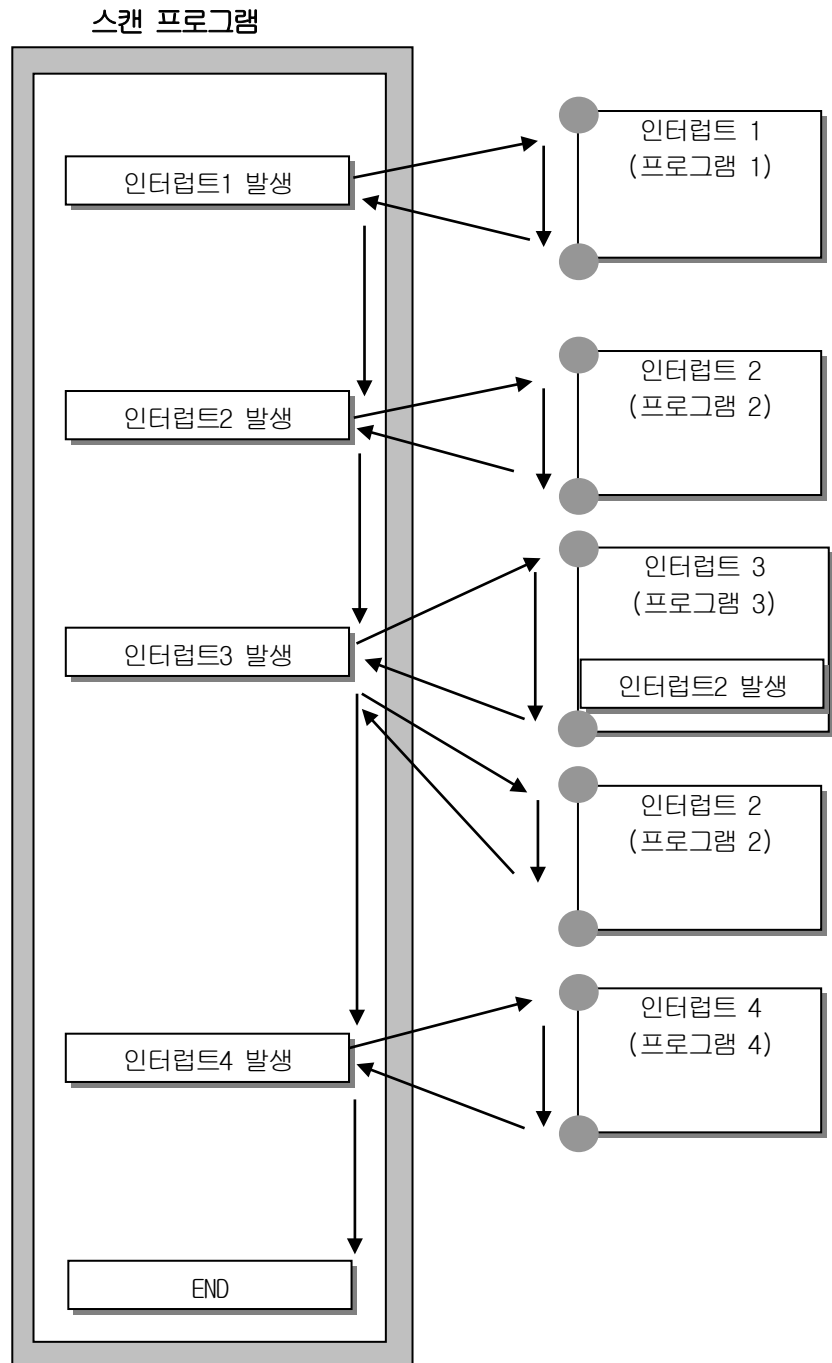 스캔 프로그램
인터럽트1 발생
인터럽트 1
(프로그램 1)
인터럽트2 발생
인터럽트 2
(프로그램 2)
인터럽트3 발생
인터럽트 3
(프로그램 3)
인터럽트2 발생
인터럽트 2
(프로그램 2)
인터럽트4 발생
인터럽트 4
(프로그램 4)
END